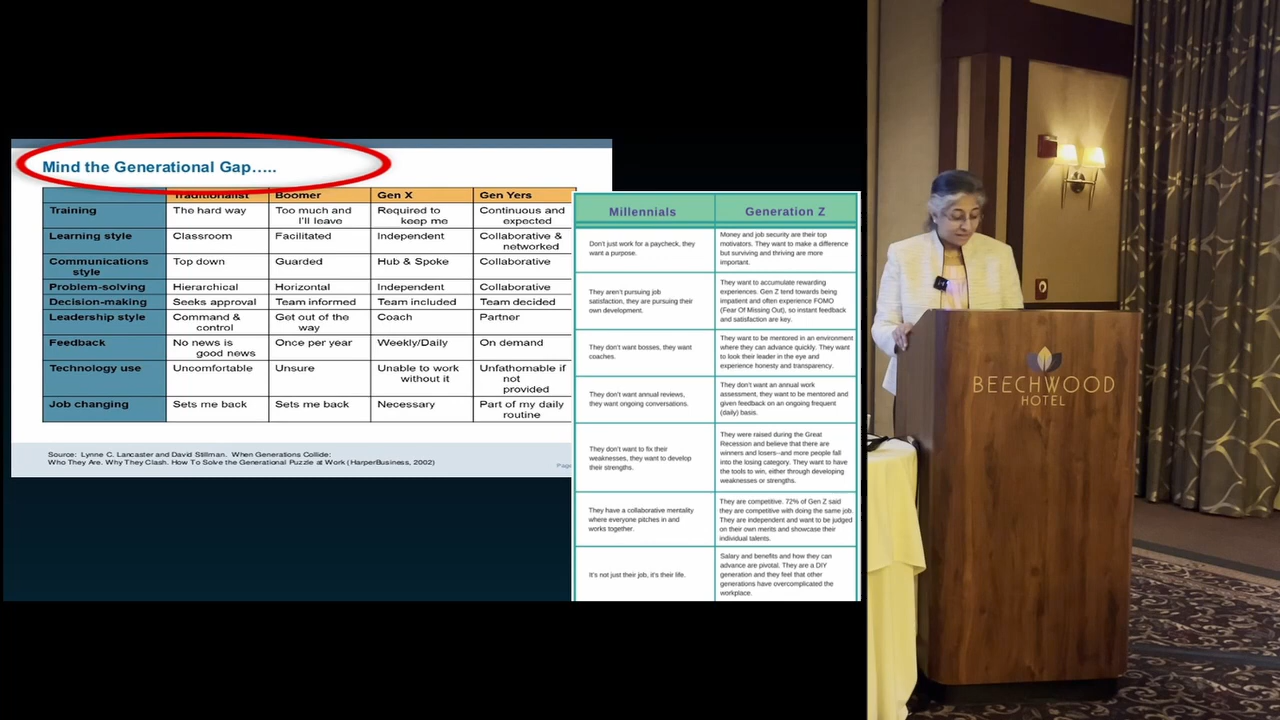 Mind the Generational Gap.....
Traditionalist Boomer Gen X Gen Yers
Training The hard way Too much and Required to Continuous and
I'll leave keep me expected
Learning style Classroom Facilitated Independent Collaborative &
networked
Communications Top down Guarded Hub & Spoke Collaborative
style
Problem-solving Hierarchical Horizontal Independent Collaborative
Decision-making Seeks approval Team informed Team included Team decided
Leadership style Command & Get out of the Coach Partner
control way
Feedback No news is Once per year Weekly/Daily On demand
good news
Technology use Uncomfortable Unsure Unable to work Unfathomable if
without it not
provided
Job changing Sets me back Sets me back Necessary Part of my daily
routine
Source: Lynne C. Lancaster and David Stillman. When Generations Collide:
Who They Are. Why They Clash. How To Solve the Generational Puzzle at Work (HarperBusiness, 2002)
Page
Millennials Generation Z
Don't just work for a paycheck, they
want a purpose.
Money and job security are their top
motivators. They want to make a difference
but surviving and thriving are more
important.
They aren't pursuing job
satisfaction, they are pursuing their
own development.
They want to accumulate rewarding
experiences. Gen Z tend towards being
impatient and often experience FOMO
(Fear Of Missing Out), so instant feedback
and satisfaction are key.
They don't want bosses, they want
coaches.
They want to be mentored in an environment
where they can advance quickly. They want
to look their leader in the eye and
experience honesty and transparency.
They don't want annual reviews,
they want ongoing conversations.
They don't want an annual work
assessment, they want to be mentored and
given feedback on an ongoing frequent
(daily) basis.
They don't want to fix their
weaknesses, they want to develop
their strengths.
They were raised during the Great
Recession and believe that there are
winners and losers--and more people fall
into the losing category. They want to have
the tools to win, either through developing
weaknesses or strengths.
They have a collaborative mentality
where everyone pitches in and
works together.
They are competitive. 72% of Gen Z said
they are competitive with doing the same job.
They are independent and want to be judged
on their own merits and showcase their
individual talents.
It's not just their job, it's their life.
Salary and benefits and how they can
advance are pivotal. They are a DIY
generation and they feel that other
generations have overcomplicated the
workplace.
BEECHWOOD
HOTEL